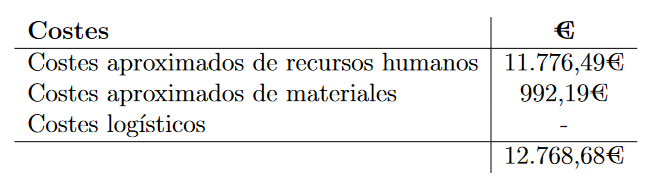 Costes €
Costes aproximados de recursos humanos 11.776,49€
Costes aproximados de materiales 992,19€
Costes logísticos -
12.768,68€